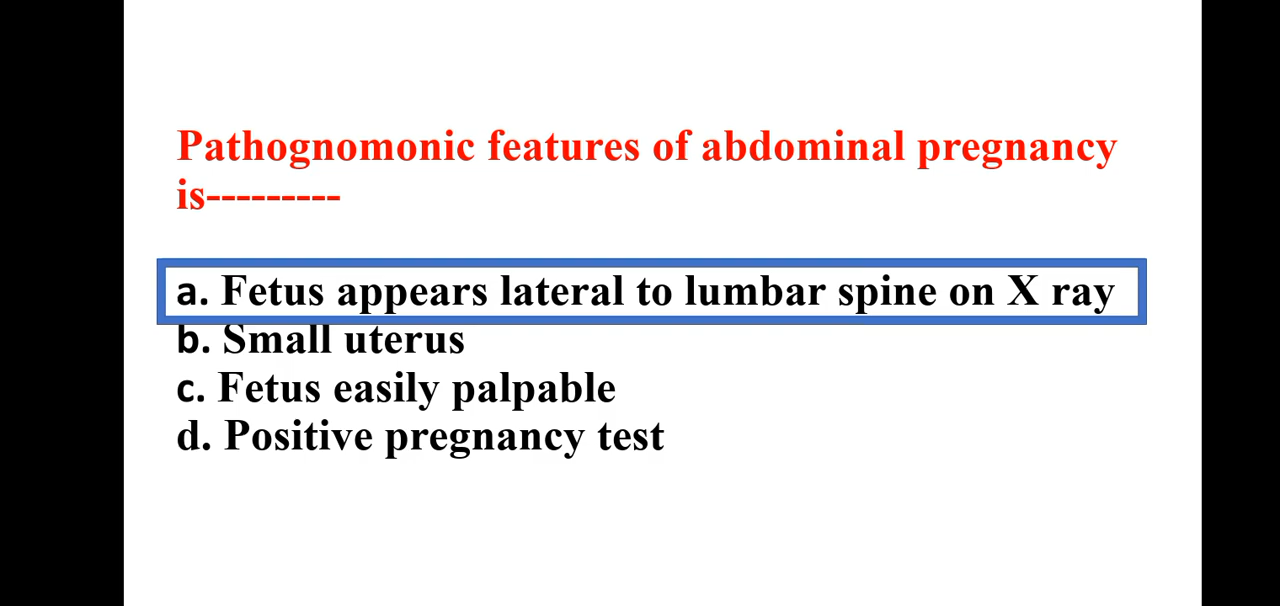 Pathognomonic features of abdominal pregnancy
is---------
a. Fetus appears lateral to lumbar spine on X ray
b. Small uterus
c. Fetus easily palpable
d. Positive pregnancy test